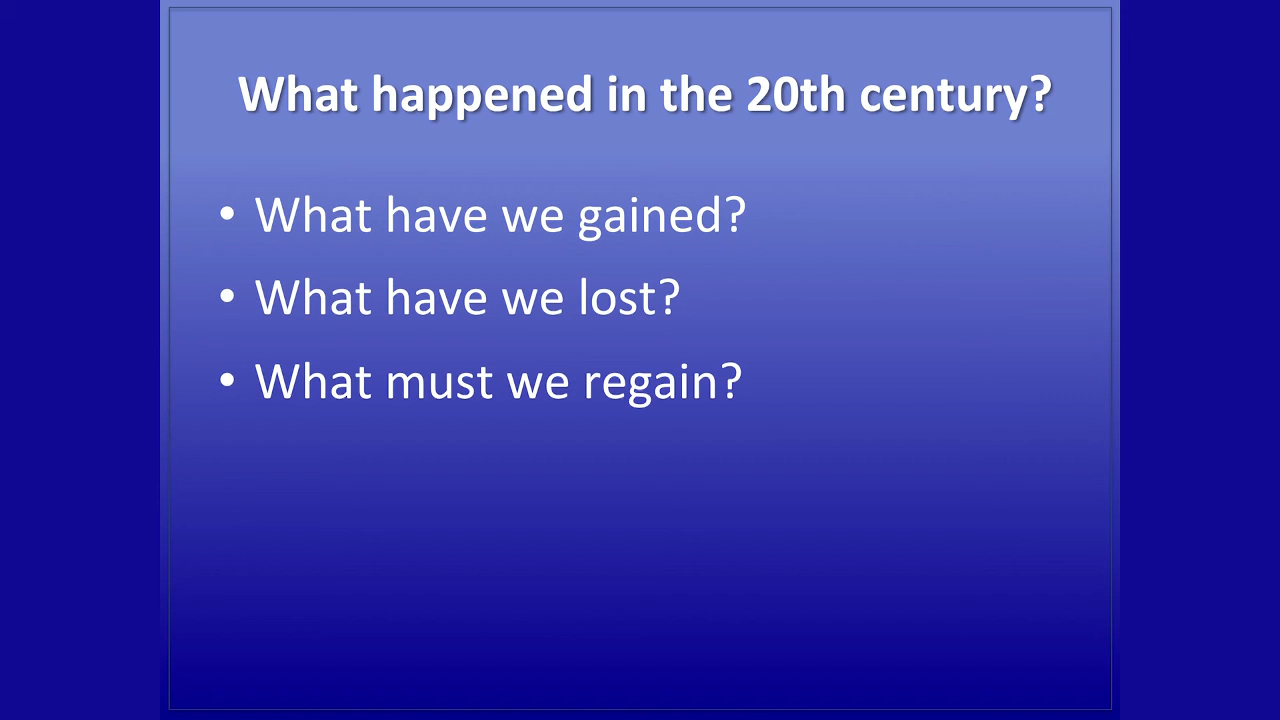 What happened in the 20th century?
• What have we gained?
• What have we lost?
• What must we regain?